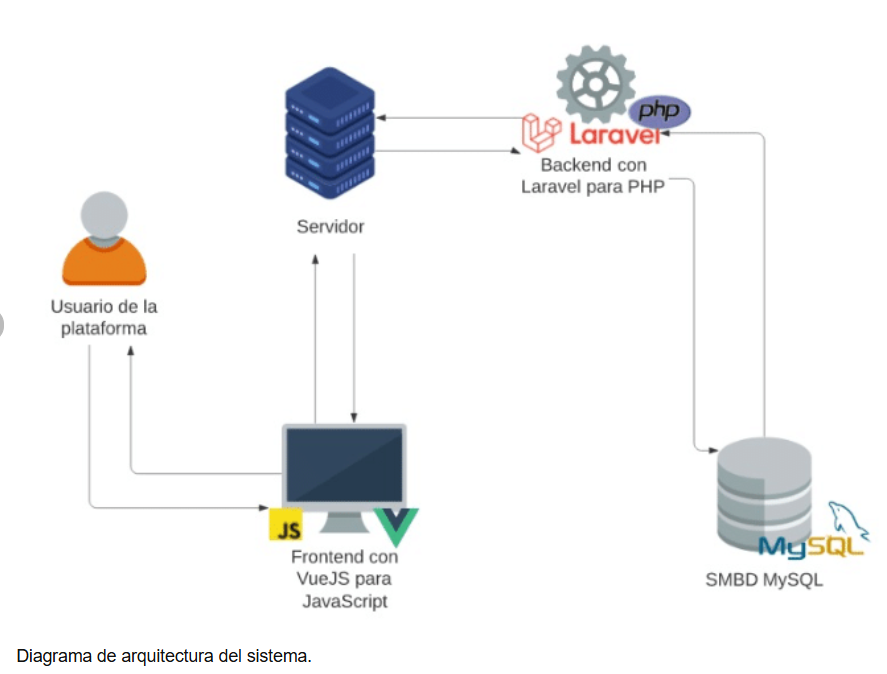 php
Laravel
Backend con
Laravel para PHP
Servidor
Usuario de la
plataforma
JS
Frontend con
VueJS para
JavaScript
MySQL
SMBD MySQL
Diagrama de arquitectura del sistema.